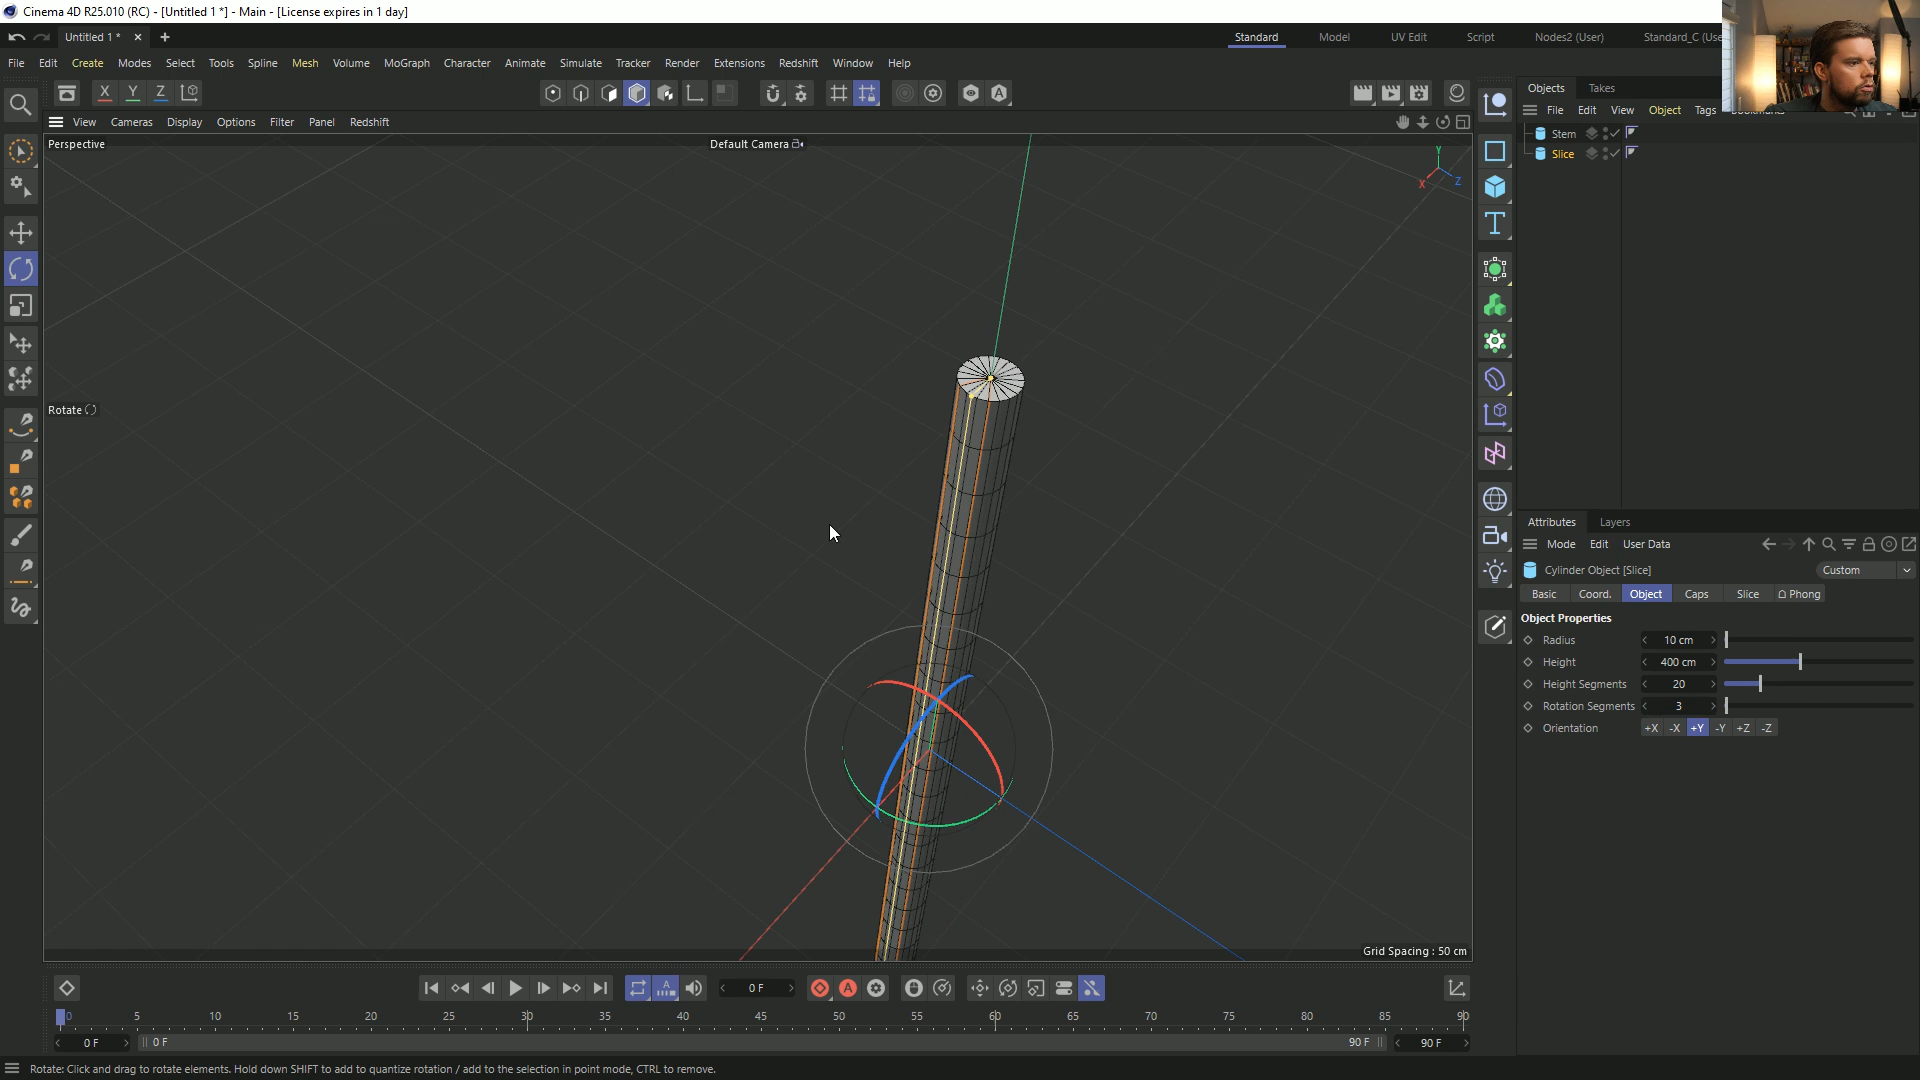 Cinema 4D R25.010 (RC) - [Untitled 1 *] - Main - [License expires in 1 day]
Untitled 1 * × +
Standard Model UV Edit Script Nodes2 (User) Standard_C (Use
File Edit Create Modes Select Tools Spline Mesh Volume MoGraph Character Animate Simulate Tracker Render Extensions Redshift Window Help
X Y Z
Objects Takes
File Edit View Object Tags
View Cameras Display Options Filter Panel Redshift
Stem
Slice
Perspective
Default Camera
Y
X
Z
Rotate
Attributes Layers
Mode Edit User Data
Cylinder Object [Slice]
Custom
Basic Coord. Object Caps Slice Phong
Object Properties
Radius 10 cm
Height 400 cm
Height Segments 20
Rotation Segments 3
Orientation +X -X +Y -Y +Z -Z
Grid Spacing : 50 cm
0 F
0 5 10 15 20 25 30 35 40 45 50 55 60 65 70 75 80 85 90
0 F 0 F 90 F 90 F
Rotate: Click and drag to rotate elements. Hold down SHIFT to add to quantize rotation / add to the selection in point mode, CTRL to remove.